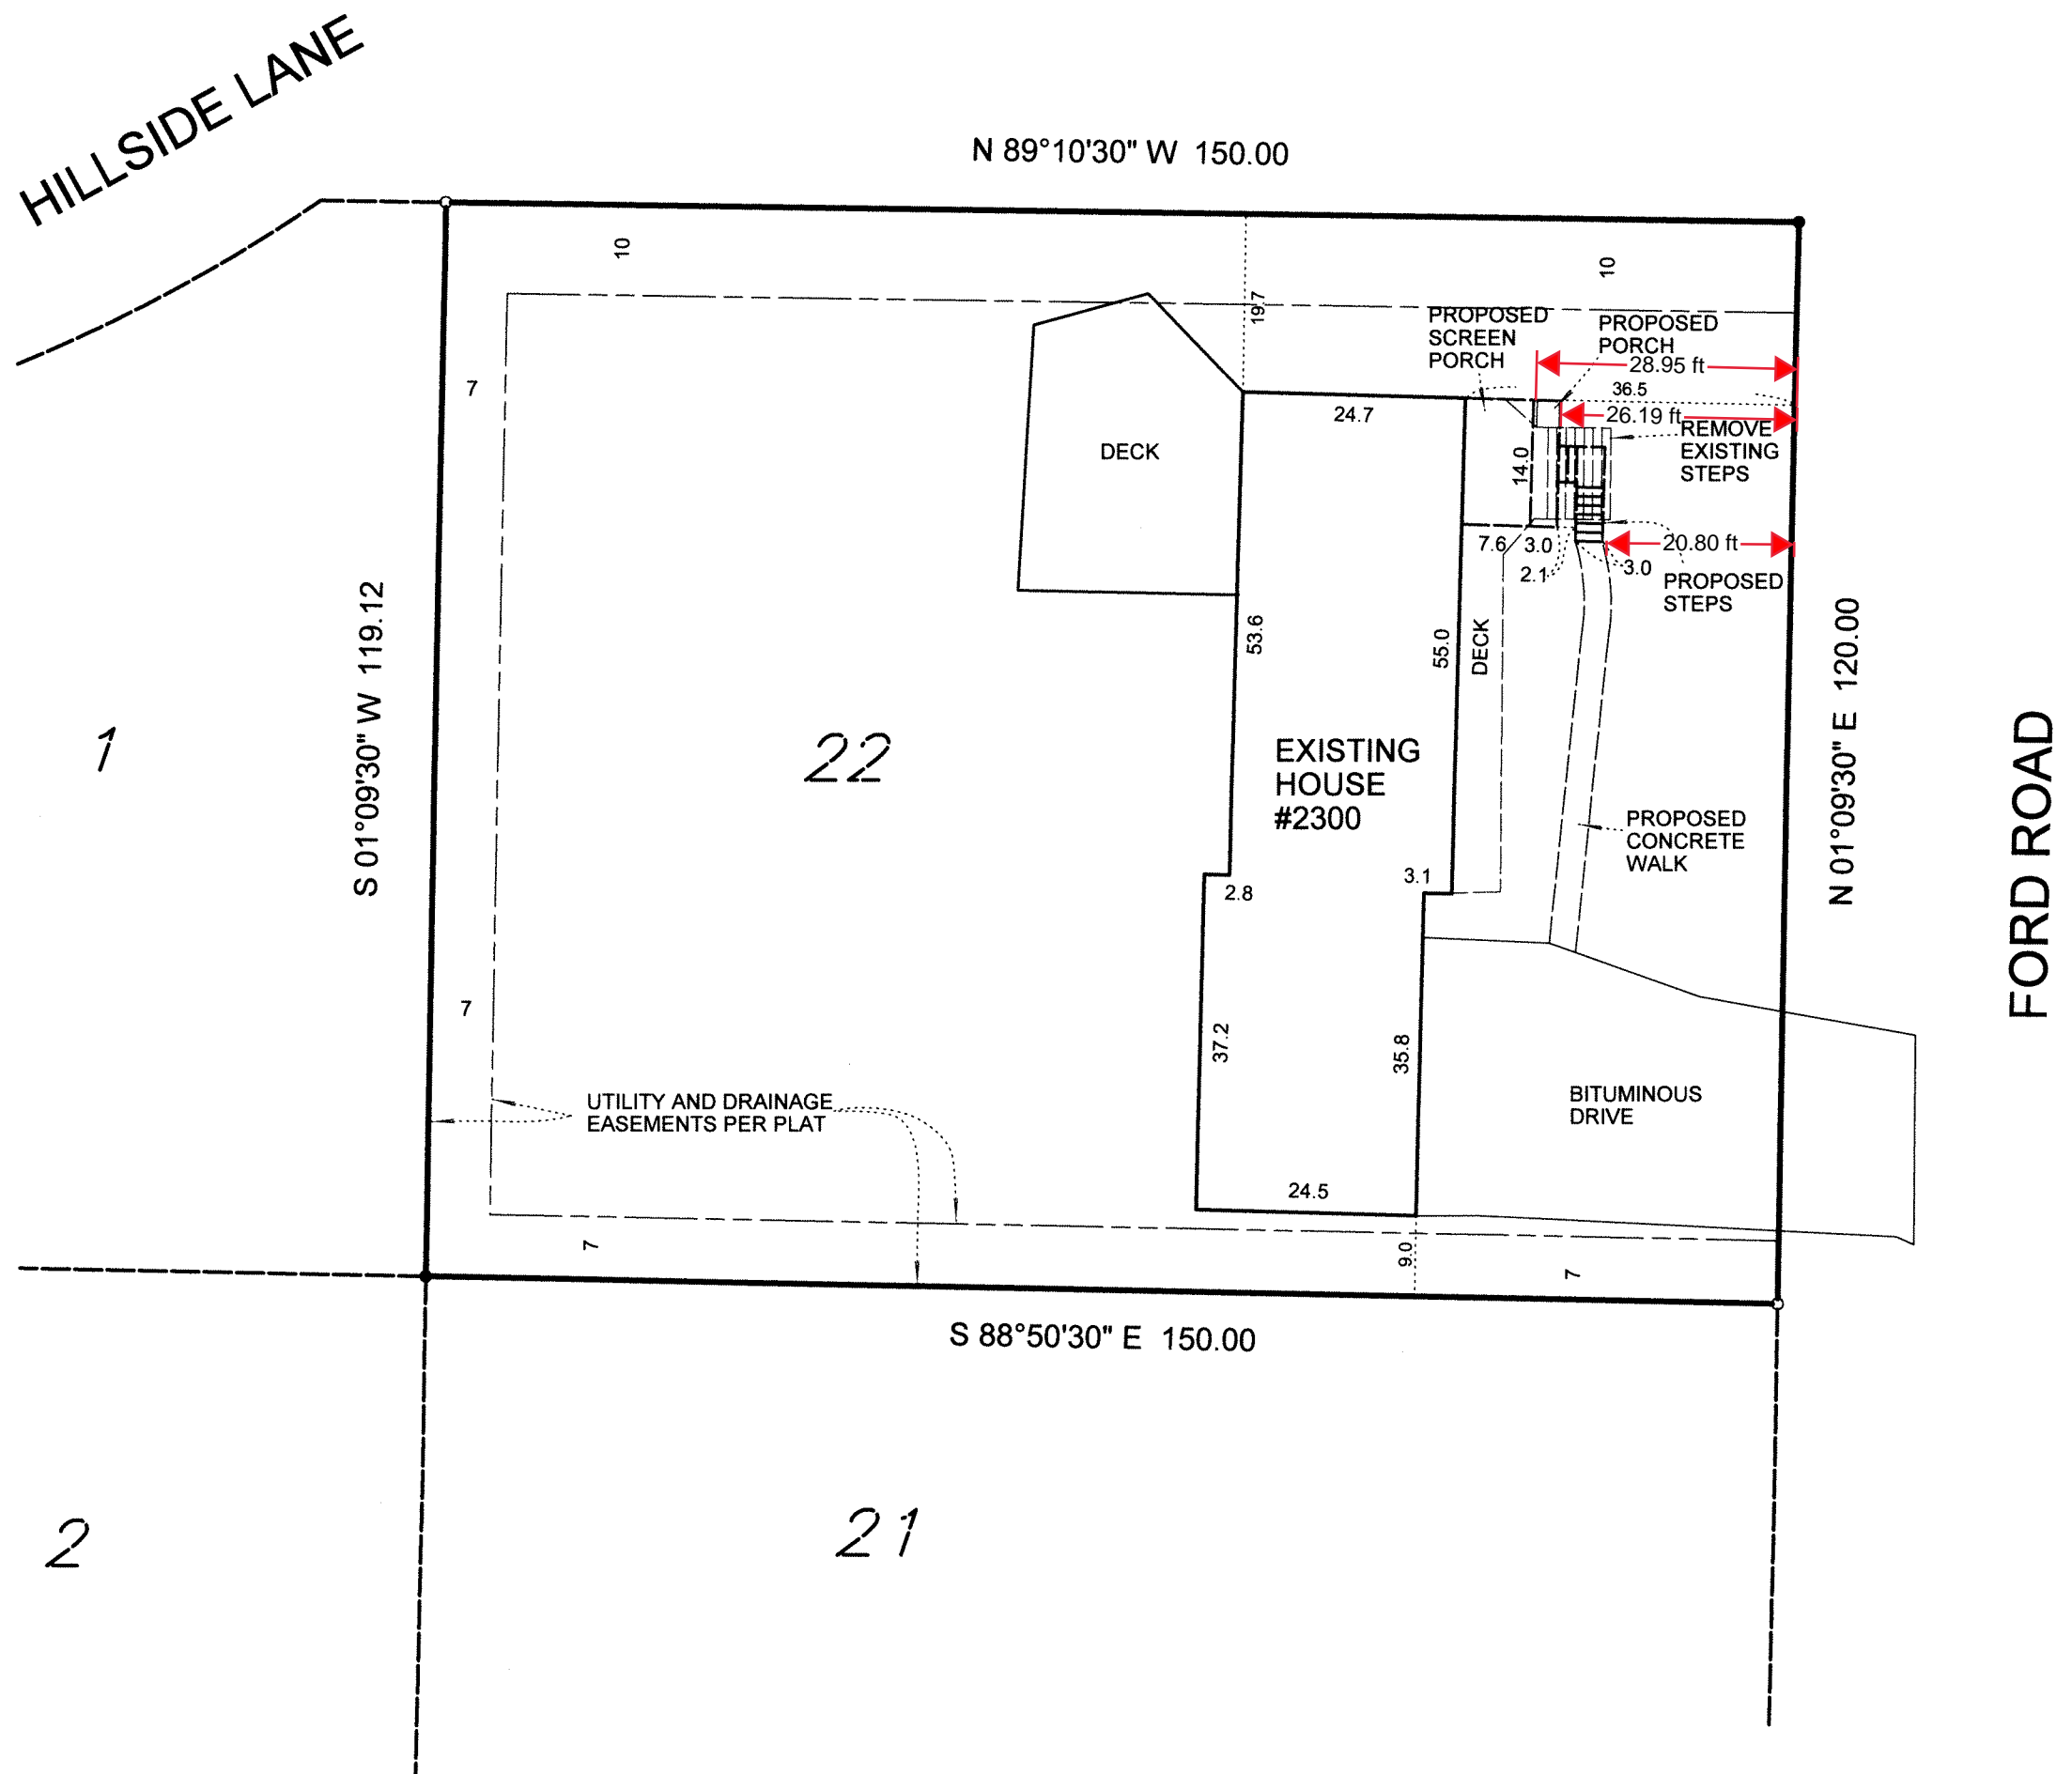 HILLSIDE LANE
N 89°10'30" W 150.00
10
10
19.7
7
PROPOSED
SCREEN
PORCH
PROPOSED
PORCH
28.95 ft
36.5
26.19 ft
24.7
REMOVE
EXISTING
STEPS
DECK
14.0
7.6
3.0
20.80 ft
2.1
3.0
PROPOSED
STEPS
S 01°09'30" W 119.12
53.6
55.0
DECK
N 01°09'30" E 120.00
FORD ROAD
1
22
EXISTING
HOUSE
#2300
PROPOSED
CONCRETE
WALK
3.1
2.8
7
37.2
35.8
UTILITY AND DRAINAGE
EASEMENTS PER PLAT
BITUMINOUS
DRIVE
24.5
7
9.0
7
S 88°50'30" E 150.00
2
21